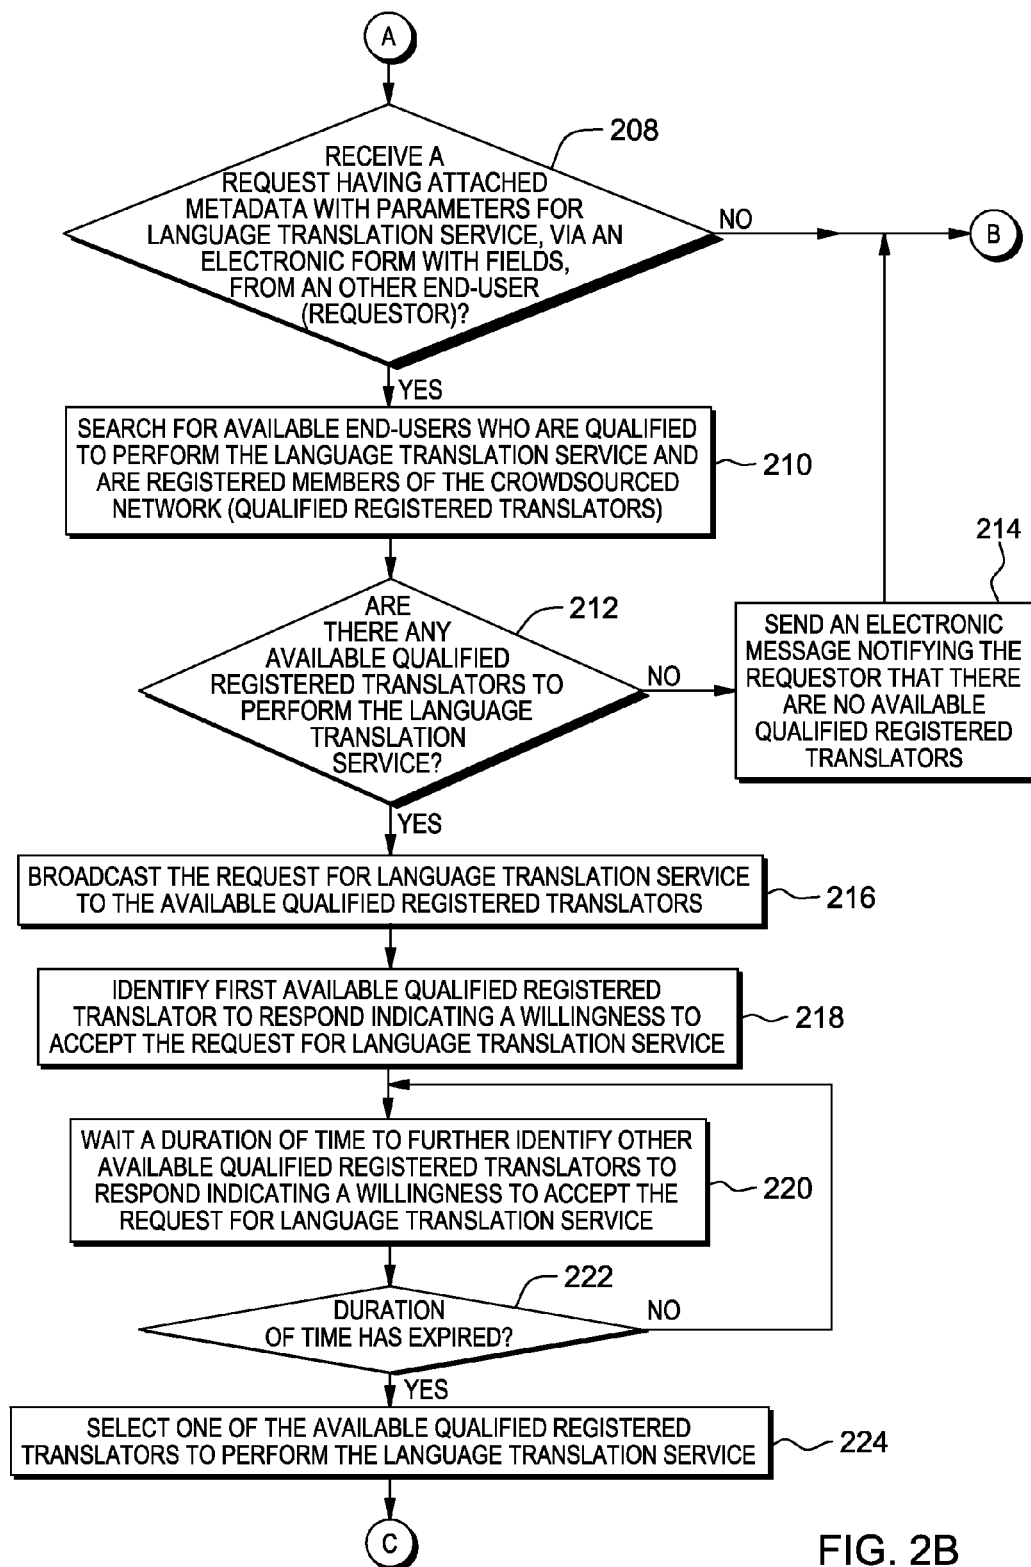 A
208
RECEIVE A
REQUEST HAVING ATTACHED
METADATA WITH PARAMETERS FOR
LANGUAGE TRANSLATION SERVICE, VIA AN
ELECTRONIC FORM WITH FIELDS,
FROM AN OTHER END-USER
(REQUESTOR)?
NO
B
YES
SEARCH FOR AVAILABLE END-USERS WHO ARE QUALIFIED
TO PERFORM THE LANGUAGE TRANSLATION SERVICE AND
ARE REGISTERED MEMBERS OF THE CROWDSOURCED
NETWORK (QUALIFIED REGISTERED TRANSLATORS)
210
ARE
THERE ANY
AVAILABLE QUALIFIED
REGISTERED TRANSLATORS TO
PERFORM THE LANGUAGE
TRANSLATION
SERVICE?
212
NO
214
SEND AN ELECTRONIC
MESSAGE NOTIFYING THE
REQUESTOR THAT THERE
ARE NO AVAILABLE
QUALIFIED REGISTERED
TRANSLATORS
YES
BROADCAST THE REQUEST FOR LANGUAGE TRANSLATION SERVICE
TO THE AVAILABLE QUALIFIED REGISTERED TRANSLATORS
216
IDENTIFY FIRST AVAILABLE QUALIFIED REGISTERED
TRANSLATOR TO RESPOND INDICATING A WILLINGNESS TO
ACCEPT THE REQUEST FOR LANGUAGE TRANSLATION SERVICE
218
WAIT A DURATION OF TIME TO FURTHER IDENTIFY OTHER
AVAILABLE QUALIFIED REGISTERED TRANSLATORS TO
RESPOND INDICATING A WILLINGNESS TO ACCEPT THE
REQUEST FOR LANGUAGE TRANSLATION SERVICE
220
222
DURATION
OF TIME HAS EXPIRED?
NO
YES
SELECT ONE OF THE AVAILABLE QUALIFIED REGISTERED
TRANSLATORS TO PERFORM THE LANGUAGE TRANSLATION SERVICE
224
C
FIG. 2B